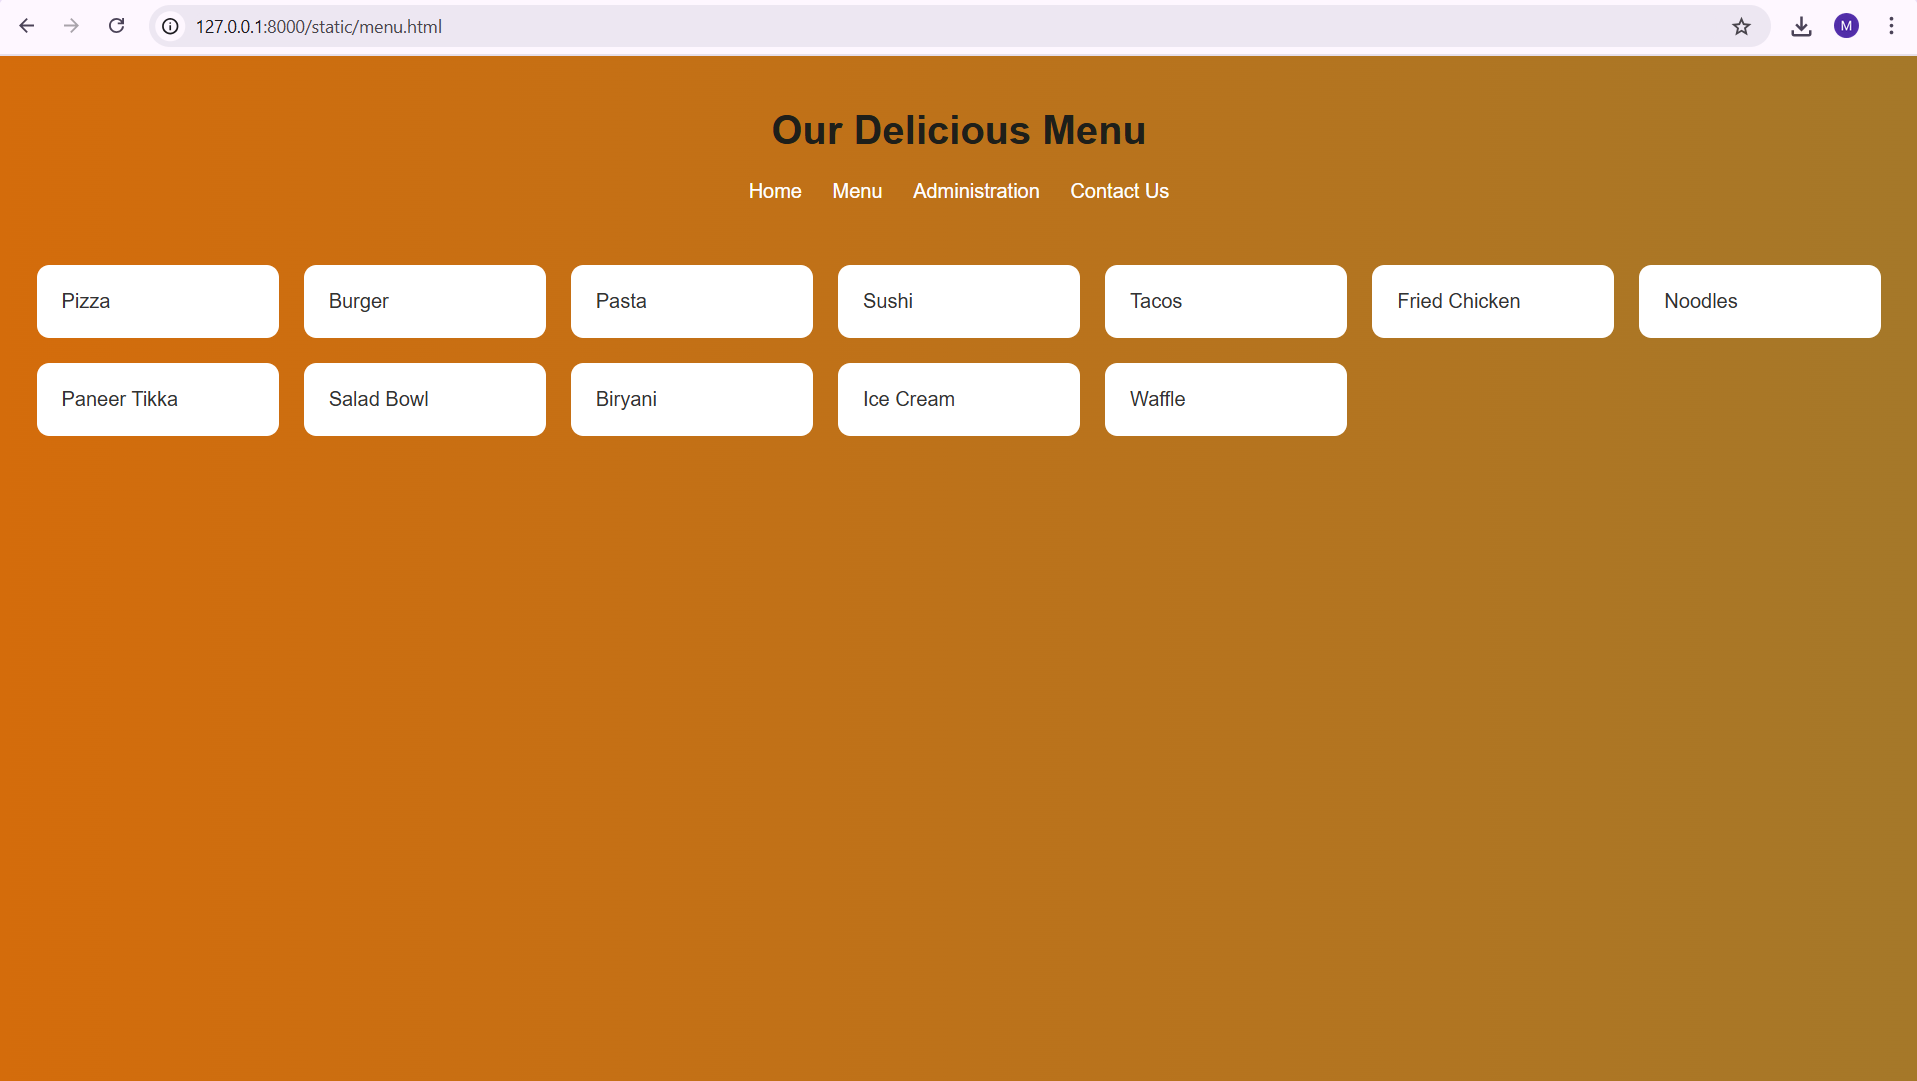 127.0.0.1:8000/static/menu.html
M
Our Delicious Menu
Home Menu Administration Contact Us
Pizza Burger Pasta Sushi Tacos Fried Chicken Noodles
Paneer Tikka Salad Bowl Biryani Ice Cream Waffle